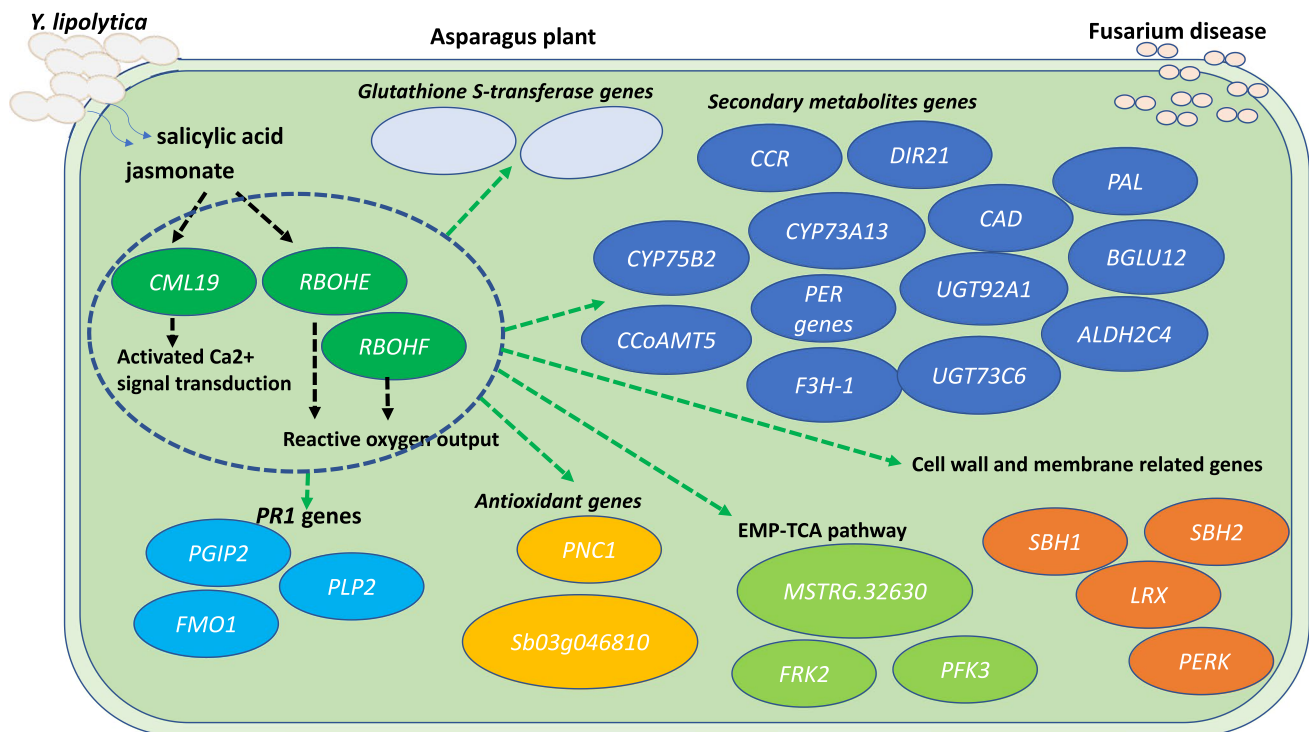 Y. lipolytica
Asparagus plant
Fusarium disease
Glutathione S-transferase genes
Secondary metabolites genes
salicylic acid
jasmonate
CCR
DIR21
PAL
CYP73A13
CAD
CYP75B2
BGLU12
CML19
RBOHE
PER
genes
UGT92A1
RBOHF
CCoAMT5
ALDH2C4
Activated Ca2+
signal transduction
F3H-1
UGT73C6
Reactive oxygen output
Cell wall and membrane related genes
PR1 genes
Antioxidant genes
EMP-TCA pathway
PGIP2
PLP2
FMO1
PNC1
Sb03g046810
MSTRG.32630
FRK2
PFK3
SBH1
SBH2
LRX
PERK